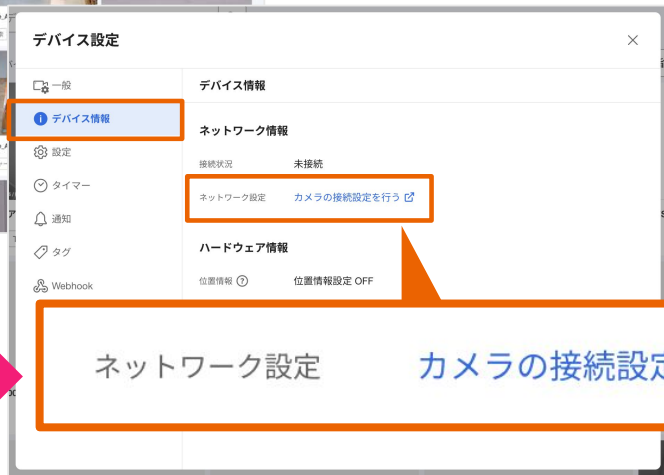 デバイス設定
一般
デバイス情報
設定
タイマー
通知
タグ
Webhook
デバイス情報
ネットワーク情報
接続状況 未接続
ネットワーク設定 カメラの接続設定を行う
ハードウェア情報
位置情報 位置情報設定 OFF
ネットワーク設定 カメラの接続設定